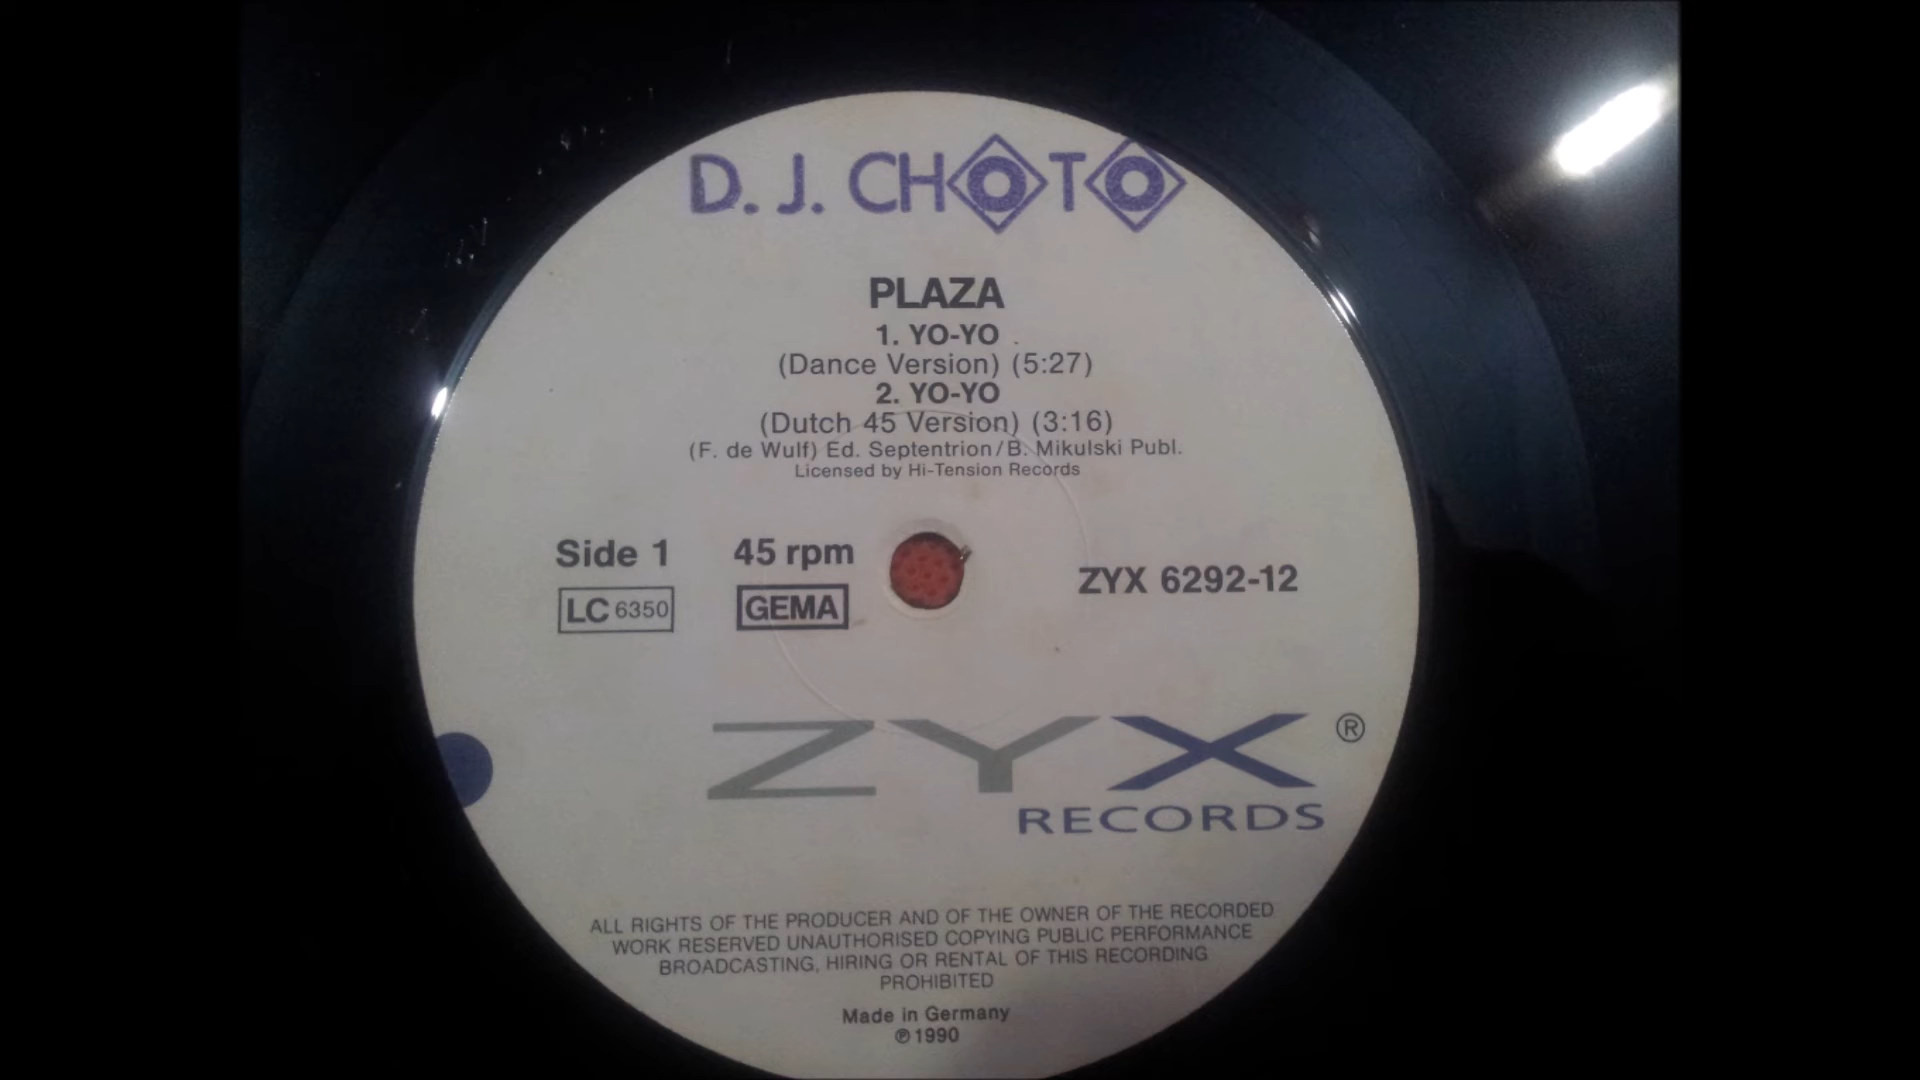 D. J. CHOTO
PLAZA
1. YO-YO
(Dance Version) (5:27)
2. YO-YO
(Dutch 45 Version) (3:16)
(F. de Wulf) Ed. Septentrion/B. Mikulski Publ.
Licensed by Hi-Tension Records
Side 1 45 rpm
ZYX 6292-12
LC 6350 GEMA
ZYX ®
RECORDS
ALL RIGHTS OF THE PRODUCER AND OF THE OWNER OF THE RECORDED
WORK RESERVED UNAUTHORISED COPYING PUBLIC PERFORMANCE
BROADCASTING, HIRING OR RENTAL OF THIS RECORDING
PROHIBITED
Made in Germany
℗ 1990